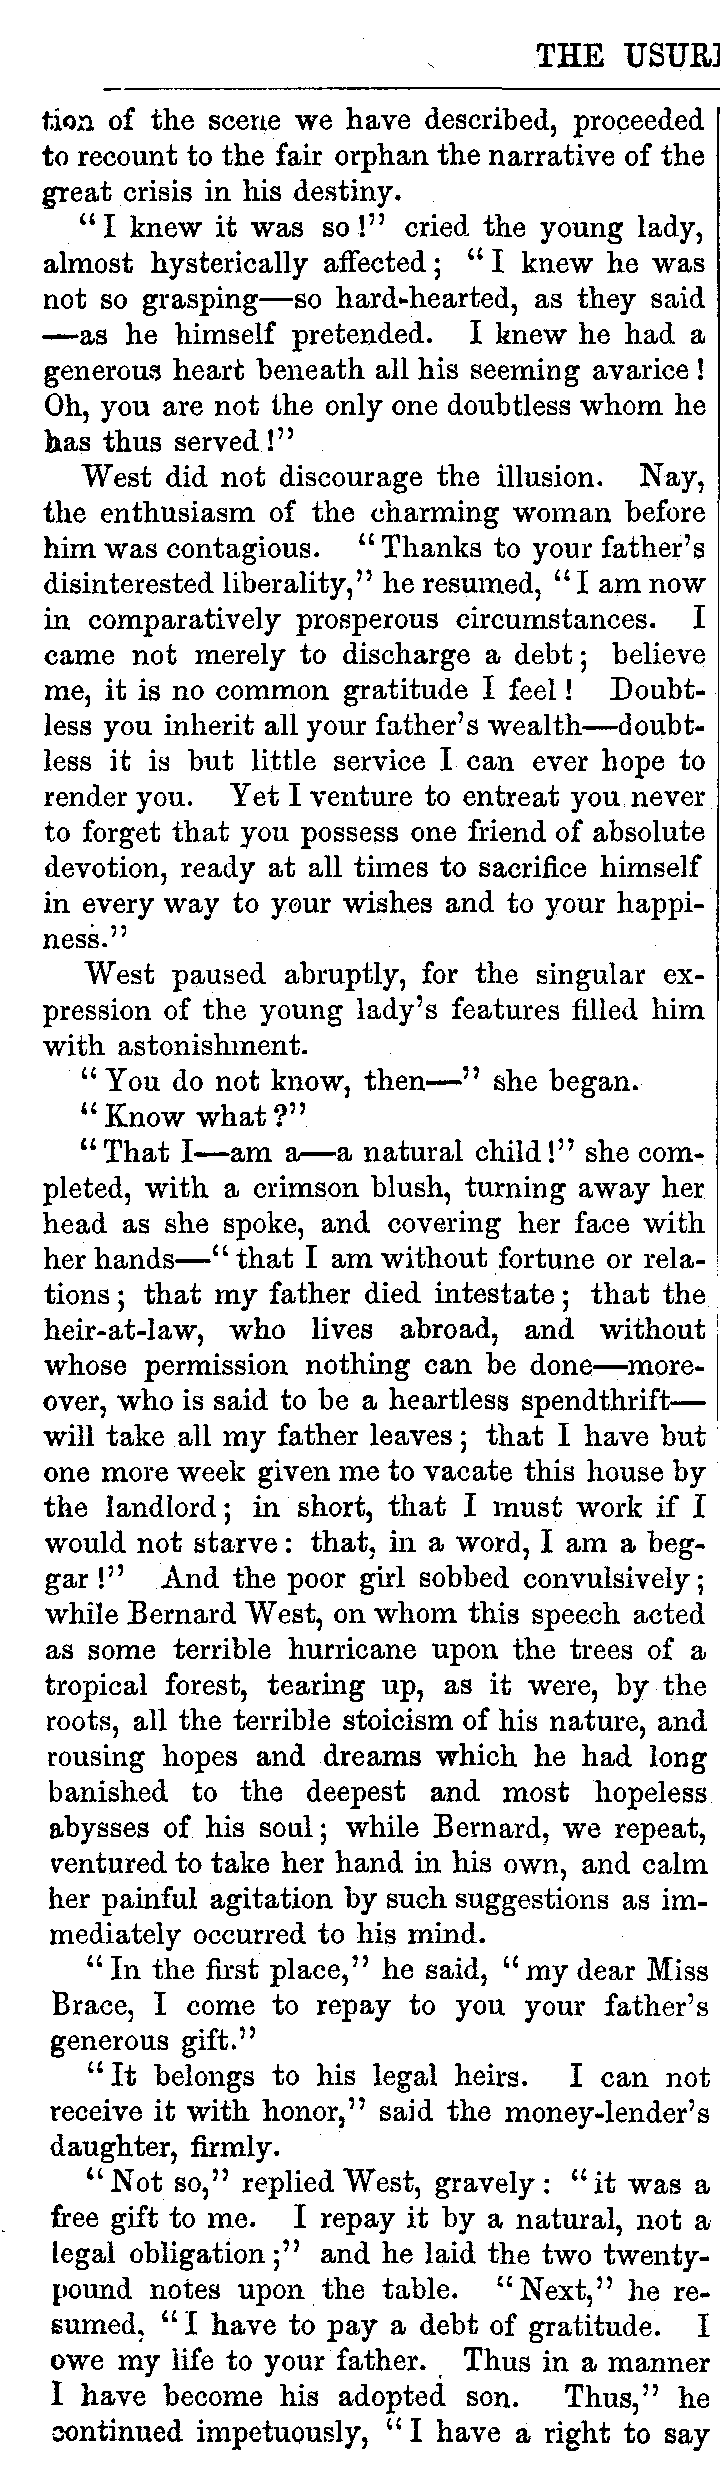 THE USUR
tion of the scene we have described, proceeded
to recount to the fair orphan the narrative of the
great crisis in his destiny.
“I knew it was so!” cried the young lady,
almost hysterically affected; “I knew he was
not so grasping—so hard-hearted, as they said
—as he himself pretended. I knew he had a
generous heart beneath all his seeming avarice!
Oh, you are not the only one doubtless whom he
has thus served!”
West did not discourage the illusion. Nay,
the enthusiasm of the charming woman before
him was contagious. “Thanks to your father’s
disinterested liberality,” he resumed, “I am now
in comparatively prosperous circumstances. I
came not merely to discharge a debt; believe
me, it is no common gratitude I feel! Doubt-
less you inherit all your father’s wealth—doubt-
less it is but little service I can ever hope to
render you. Yet I venture to entreat you never
to forget that you possess one friend of absolute
devotion, ready at all times to sacrifice himself
in every way to your wishes and to your happi-
ness.”
West paused abruptly, for the singular ex-
pression of the young lady’s features filled him
with astonishment.
“You do not know, then—” she began.
“Know what?”
“That I—am a—a natural child!” she com-
pleted, with a crimson blush, turning away her
head as she spoke, and covering her face with
her hands—“that I am without fortune or rela-
tions; that my father died intestate; that the
heir-at-law, who lives abroad, and without
whose permission nothing can be done—more-
over, who is said to be a heartless spendthrift—
will take all my father leaves; that I have but
one more week given me to vacate this house by
the landlord; in short, that I must work if I
would not starve: that, in a word, I am a beg-
gar!” And the poor girl sobbed convulsively;
while Bernard West, on whom this speech acted
as some terrible hurricane upon the trees of a
tropical forest, tearing up, as it were, by the
roots, all the terrible stoicism of his nature, and
rousing hopes and dreams which he had long
banished to the deepest and most hopeless
abysses of his soul; while Bernard, we repeat,
ventured to take her hand in his own, and calm
her painful agitation by such suggestions as im-
mediately occurred to his mind.
“In the first place,” he said, “my dear Miss
Brace, I come to repay to you your father’s
generous gift.”
“It belongs to his legal heirs. I can not
receive it with honor,” said the money-lender’s
daughter, firmly.
“Not so,” replied West, gravely: “it was a
free gift to me. I repay it by a natural, not a
legal obligation;” and he laid the two twenty-
pound notes upon the table. “Next,” he re-
sumed, “I have to pay a debt of gratitude. I
owe my life to your father. Thus in a manner
I have become his adopted son. Thus,” he
continued impetuously, “I have a right to say